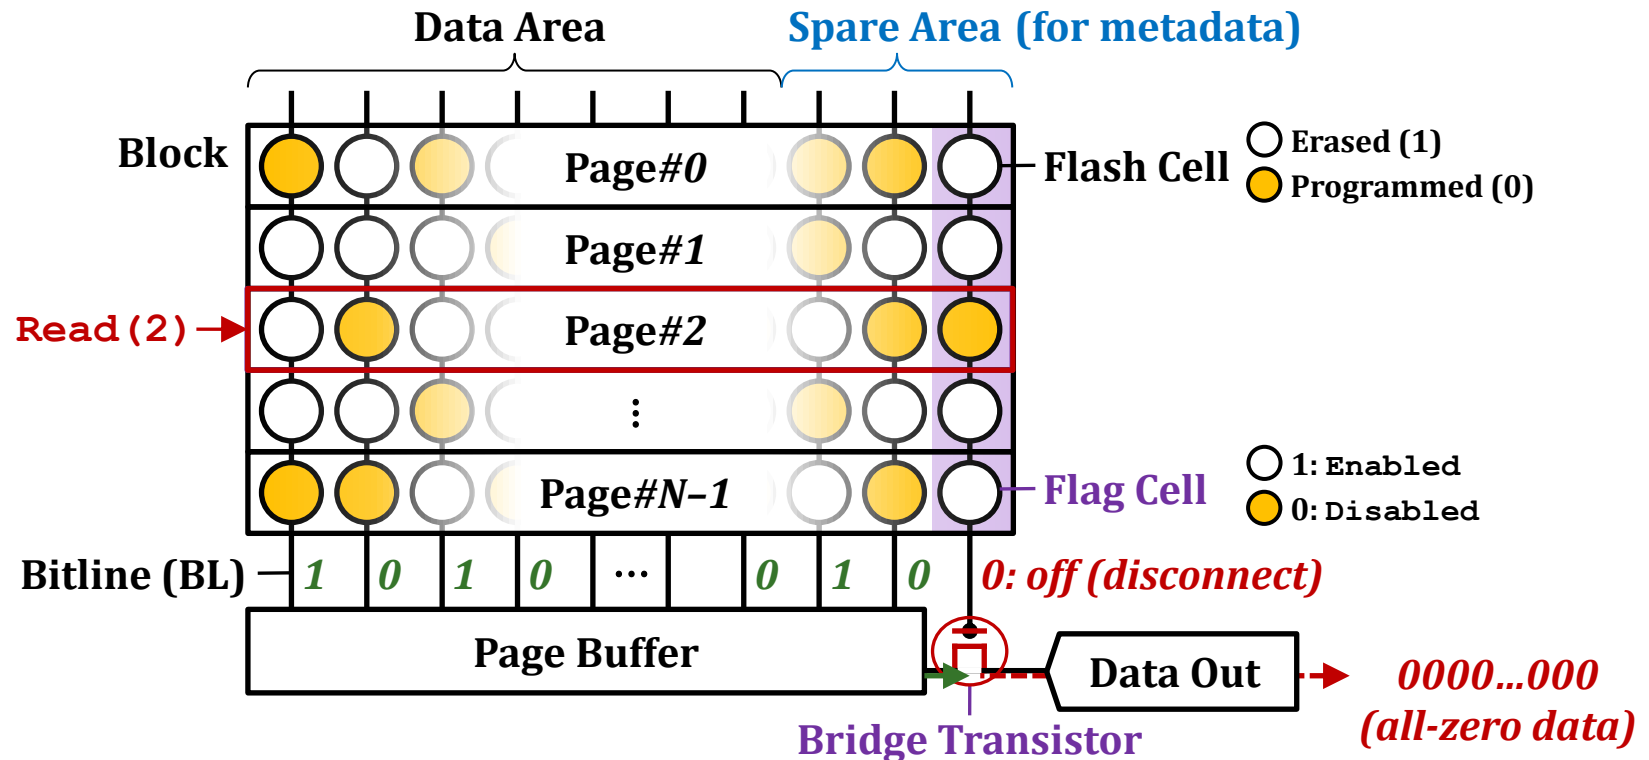 Data Area
Spare Area (for metadata)
Block
Page#0
Flash Cell
Erased (1)
Programmed (0)
Page#1
Read(2)
Page#2
⋮
Page#N−1
Flag Cell
1: Enabled
0: Disabled
Bitline (BL)
1 0 1 0 ... 0 1 0
0: off (disconnect)
Page Buffer
Data Out
0000...000
(all-zero data)
Bridge Transistor